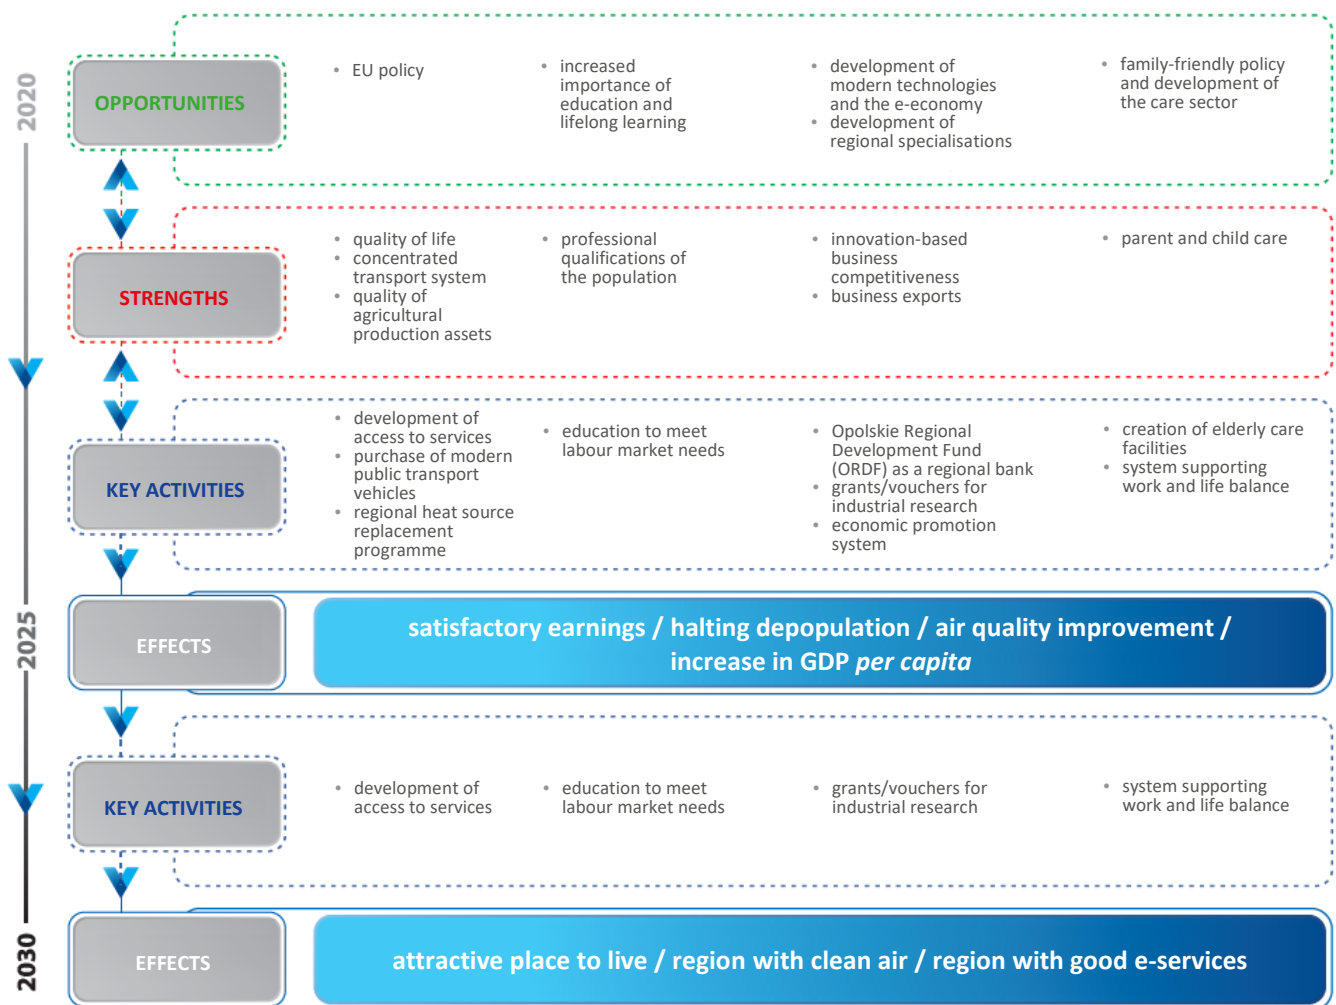 2020
OPPORTUNITIES
• EU policy
• increased
importance of
education and
lifelong learning
• development of
modern technologies
and the e-economy
• development of
regional specialisations
• family-friendly policy
and development of
the care sector
STRENGTHS
• quality of life
• concentrated
transport system
• quality of
agricultural
production assets
• professional
qualifications of
the population
• innovation-based
business
competitiveness
• business exports
• parent and child care
KEY ACTIVITIES
• development of
access to services
• purchase of modern
public transport
vehicles
• regional heat source
replacement
programme
• education to meet
labour market needs
• Opolskie Regional
Development Fund
(ORDF) as a regional bank
• grants/vouchers for
industrial research
• economic promotion
system
• creation of elderly care
facilities
• system supporting
work and life balance
2025
EFFECTS
satisfactory earnings / halting depopulation / air quality improvement /
increase in GDP per capita
KEY ACTIVITIES
• development of
access to services
• education to meet
labour market needs
• grants/vouchers for
industrial research
• system supporting
work and life balance
2030
EFFECTS
attractive place to live / region with clean air / region with good e-services